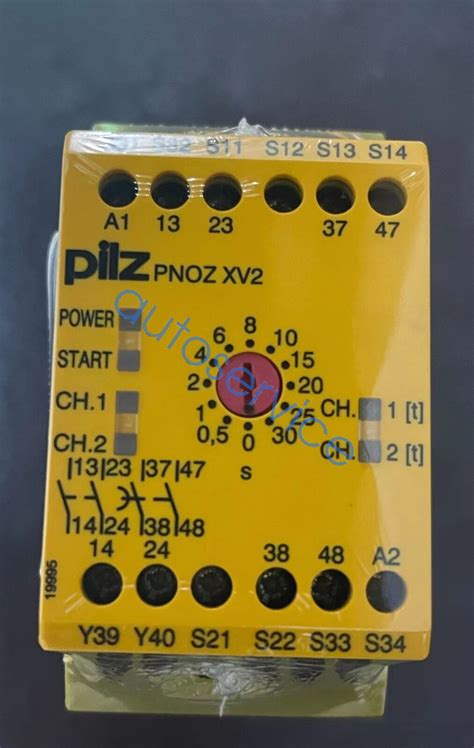 S32 S11 S12 S13 S14
A1 13 23 37 47
pilz PNOZ XV2
POWER
START
CH.1
CH.2
8
6 10
4 15
2 20
1 25
0,5 30
0
s
CH. 1 [t]
CH. 2 [t]
|13|23 |37|47
|14|24 |38|48
14 24 38 48 A2
Y39 Y40 S21 S22 S33 S34
19995
autoservice